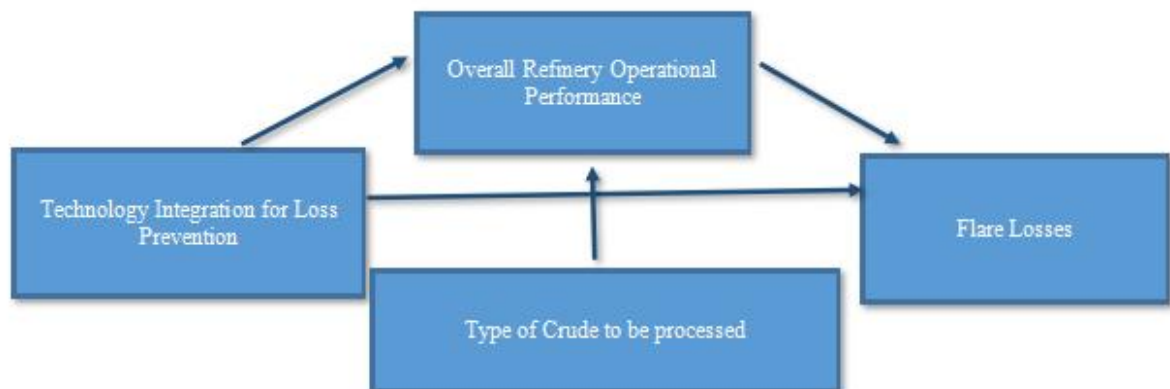 Overall Refinery Operational
Performance
Technology Integration for Loss
Prevention
Flare Losses
Type of Crude to be processed